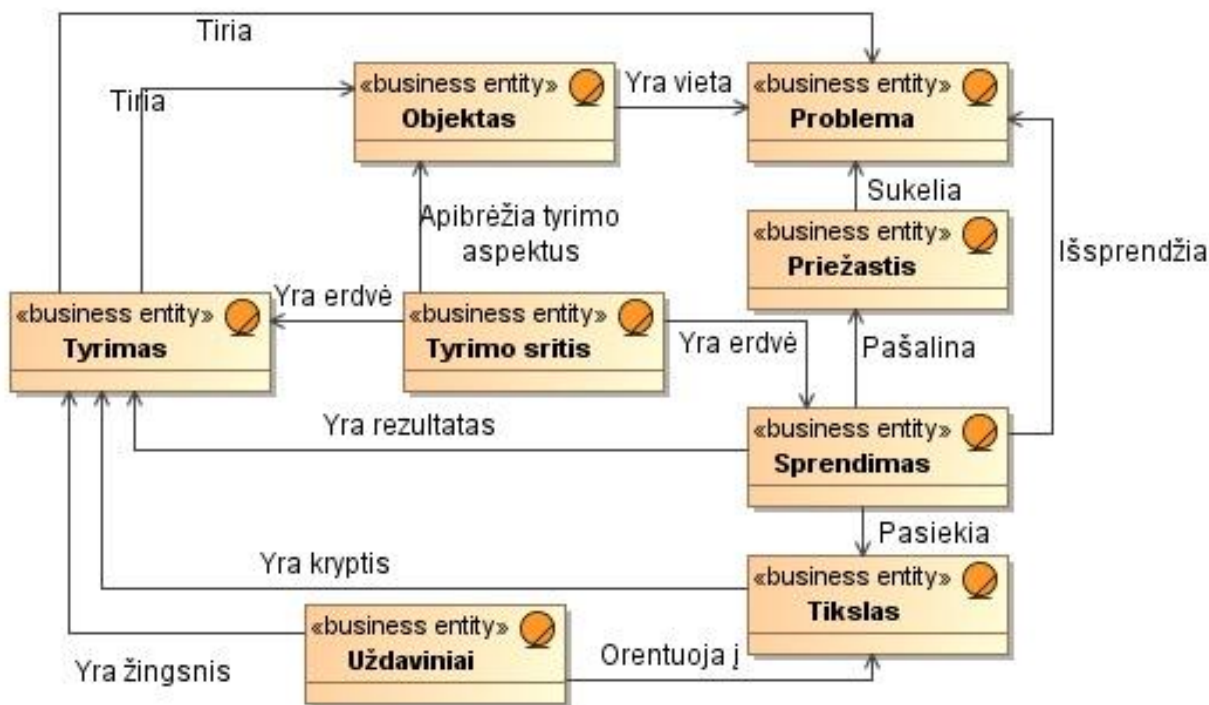 Tiria
Tiria
«business entity»
Objektas
Yra vieta
«business entity»
Problema
Apibrėžia tyrimo
aspektus
Sukelia
«business entity»
Priežastis
Išsprendžia
«business entity»
Tyrimas
Yra erdvė
«business entity»
Tyrimo sritis
Yra erdvė
Pašalina
Yra rezultatas
«business entity»
Sprendimas
Pasiekia
Yra kryptis
«business entity»
Tikslas
«business entity»
Uždaviniai
Yra žingsnis
Orentuoja į